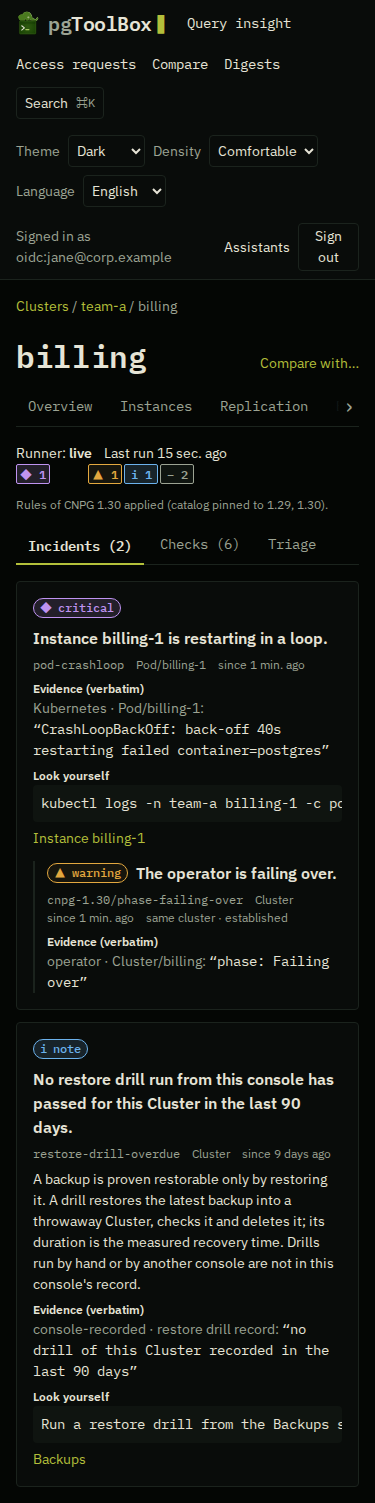 pgToolBox Query insight
Access requests Compare Digests
Search ⌘K
Theme Dark Density Comfortable
Language English
Signed in as
oidc:jane@corp.example
Assistants
Sign
out
Clusters / team-a / billing
billing
Compare with…
Overview Instances Replication ›
Runner: live Last run 15 sec. ago
◆ 1 ▲ 1 i 1 − 2
Rules of CNPG 1.30 applied (catalog pinned to 1.29, 1.30).
Incidents (2) Checks (6) Triage
◆ critical
Instance billing-1 is restarting in a loop.
pod-crashloop Pod/billing-1 since 1 min. ago
Evidence (verbatim)
Kubernetes · Pod/billing-1:
“CrashLoopBackOff: back-off 40s
restarting failed container=postgres”
Look yourself
kubectl logs -n team-a billing-1 -c
Instance billing-1
▲ warning The operator is failing over.
cnpg-1.30/phase-failing-over Cluster
since 1 min. ago same cluster · established
Evidence (verbatim)
operator · Cluster/billing: “phase: Failing
over”
i note
No restore drill run from this console has
passed for this Cluster in the last 90
days.
restore-drill-overdue Cluster since 9 days ago
A backup is proven restorable only by restoring
it. A drill restores the latest backup into a
throwaway Cluster, checks it and deletes it; its
duration is the measured recovery time. Drills
run by hand or by another console are not in this
console's record.
Evidence (verbatim)
console-recorded · restore drill record: “no
drill of this Cluster recorded in the
last 90 days”
Look yourself
Run a restore drill from the Backups
Backups